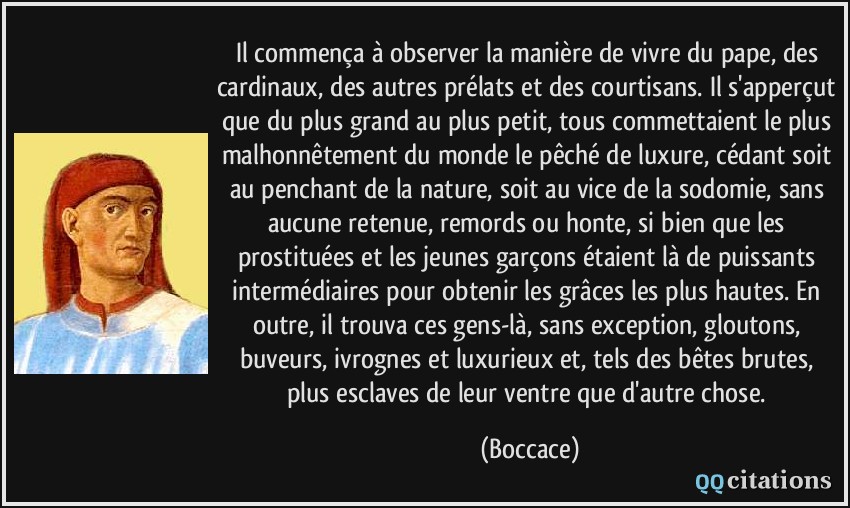 Il commença à observer la manière de vivre du pape, des
cardinaux, des autres prélats et des courtisans. Il s'apperçut
que du plus grand au plus petit, tous commettaient le plus
malhonnêtement du monde le pêché de luxure, cédant soit
au penchant de la nature, soit au vice de la sodomie, sans
aucune retenue, remords ou honte, si bien que les
prostituées et les jeunes garçons étaient là de puissants
intermédiaires pour obtenir les grâces les plus hautes. En
outre, il trouva ces gens-là, sans exception, gloutons,
buveurs, ivrognes et luxurieux et, tels des bêtes brutes,
plus esclaves de leur ventre que d'autre chose.
(Boccace)
QQcitations